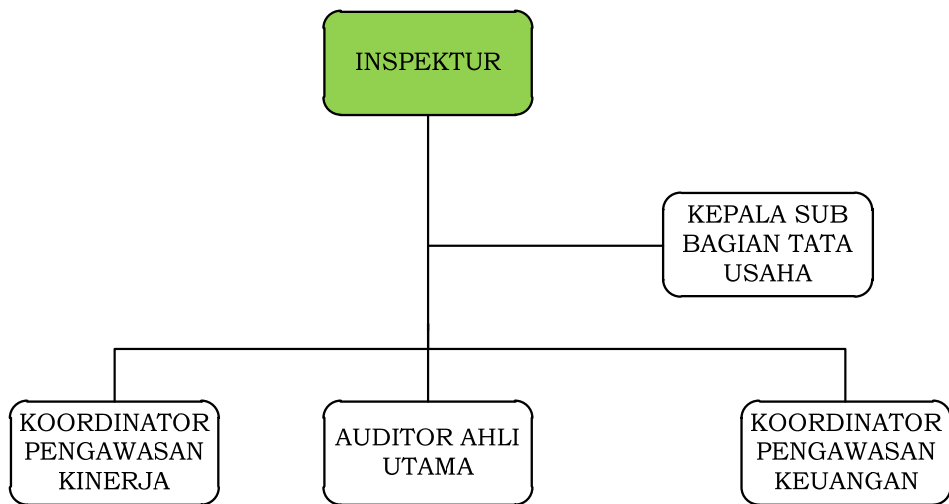 INSPEKTUR
KEPALA SUB
BAGIAN TATA
USAHA
KOORDINATOR
PENGAWASAN
KINERJA
AUDITOR AHLI
UTAMA
KOORDINATOR
PENGAWASAN
KEUANGAN